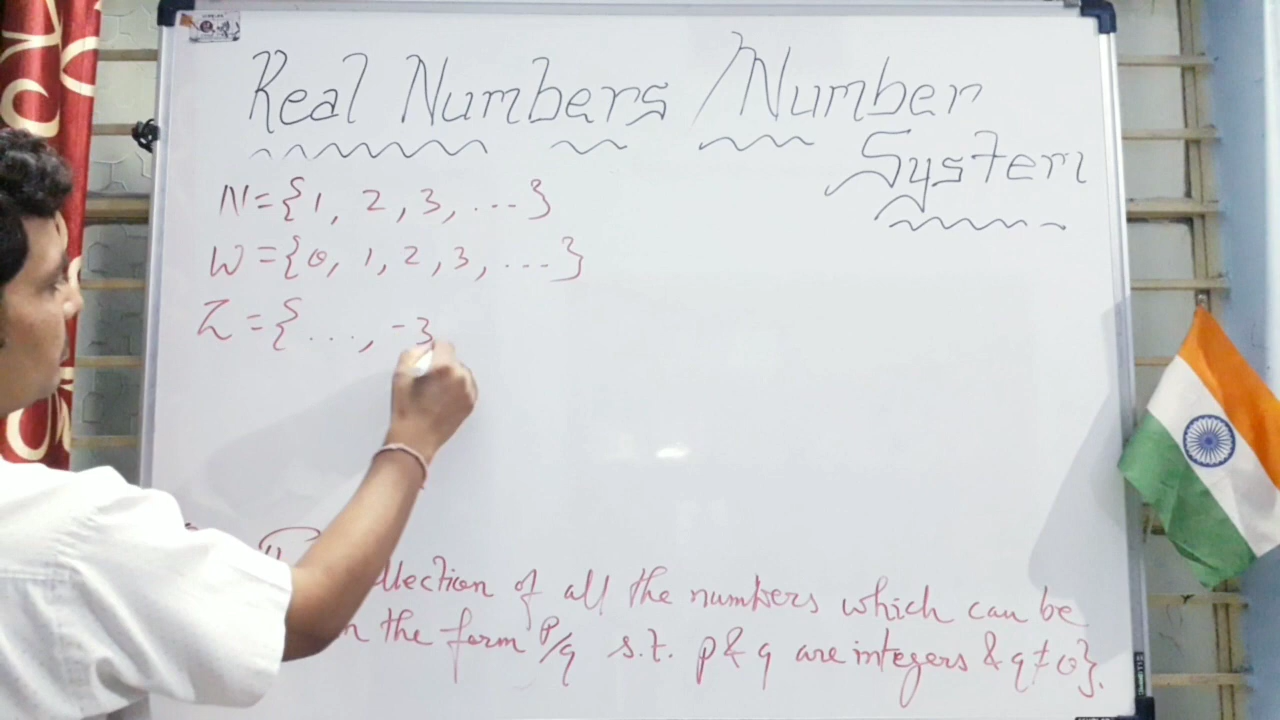 Real Numbers / Number
System
N = {1, 2, 3, ...}
W = {0, 1, 2, 3, ...}
Z = {..., -3
of all the numbers which can be
the form P/q s.t. p & q are integers & q ≠ 0}.